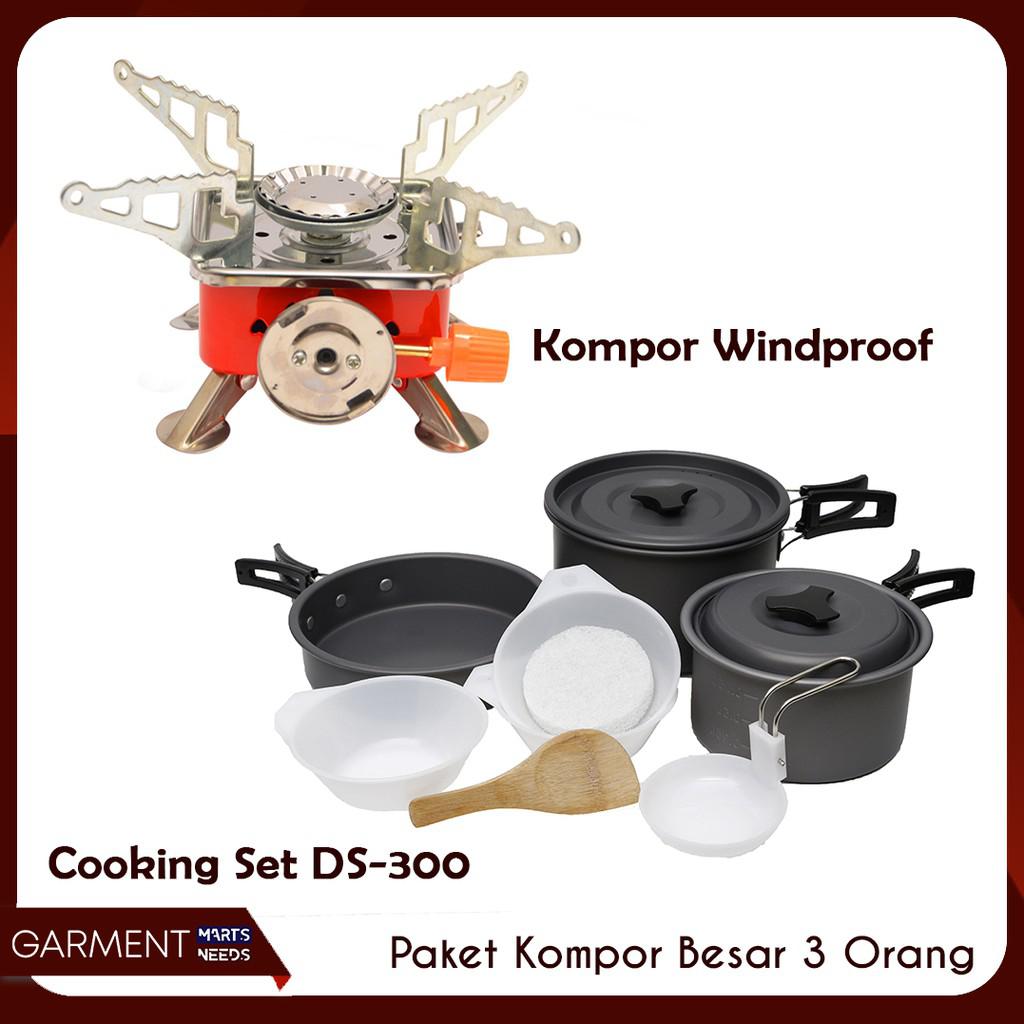 Kompor Windproof
Cooking Set DS-300
GARMENT MARTS NEEDS
Paket Kompor Besar 3 Orang